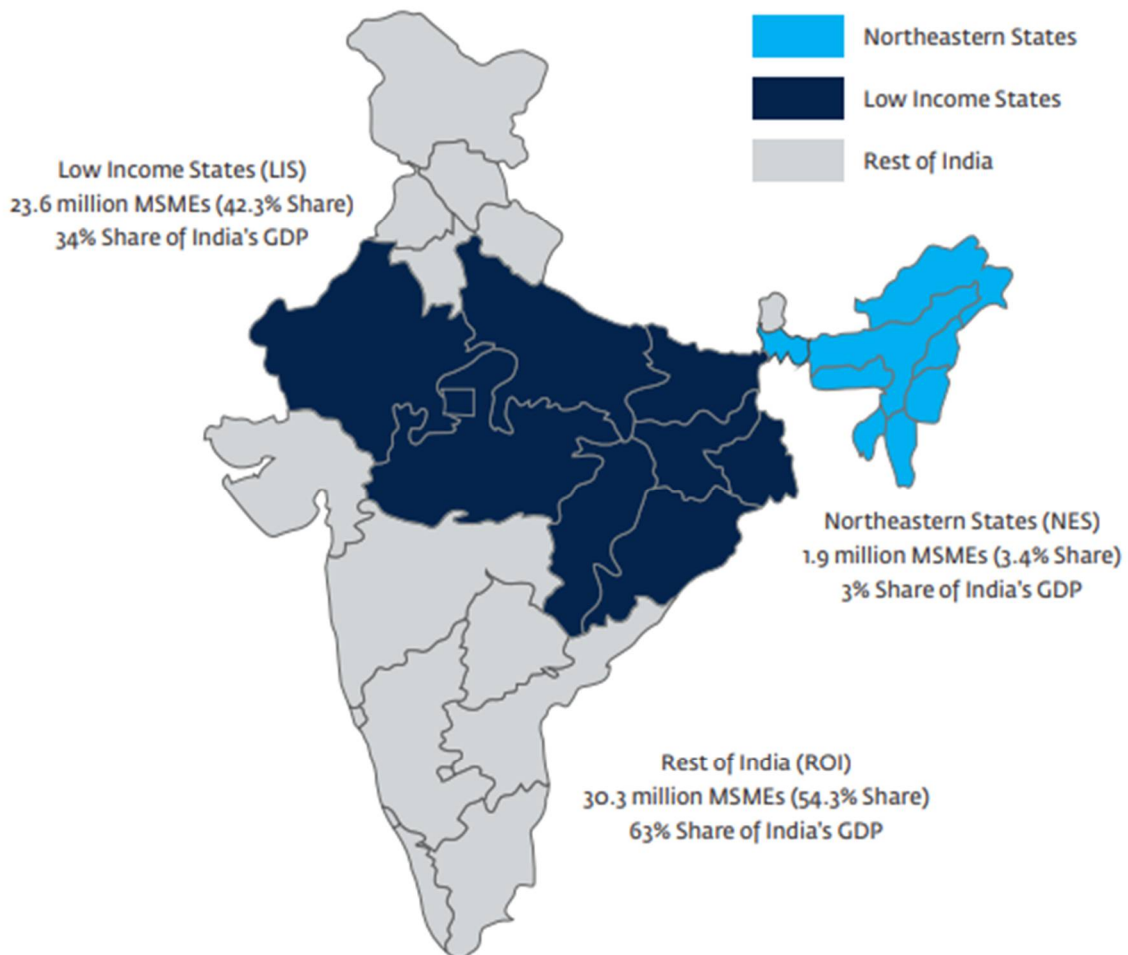 Northeastern States
Low Income States
Rest of India
Low Income States (LIS)
23.6 million MSMEs (42.3% Share)
34% Share of India's GDP
Northeastern States (NES)
1.9 million MSMEs (3.4% Share)
3% Share of India's GDP
Rest of India (ROI)
30.3 million MSMEs (54.3% Share)
63% Share of India's GDP